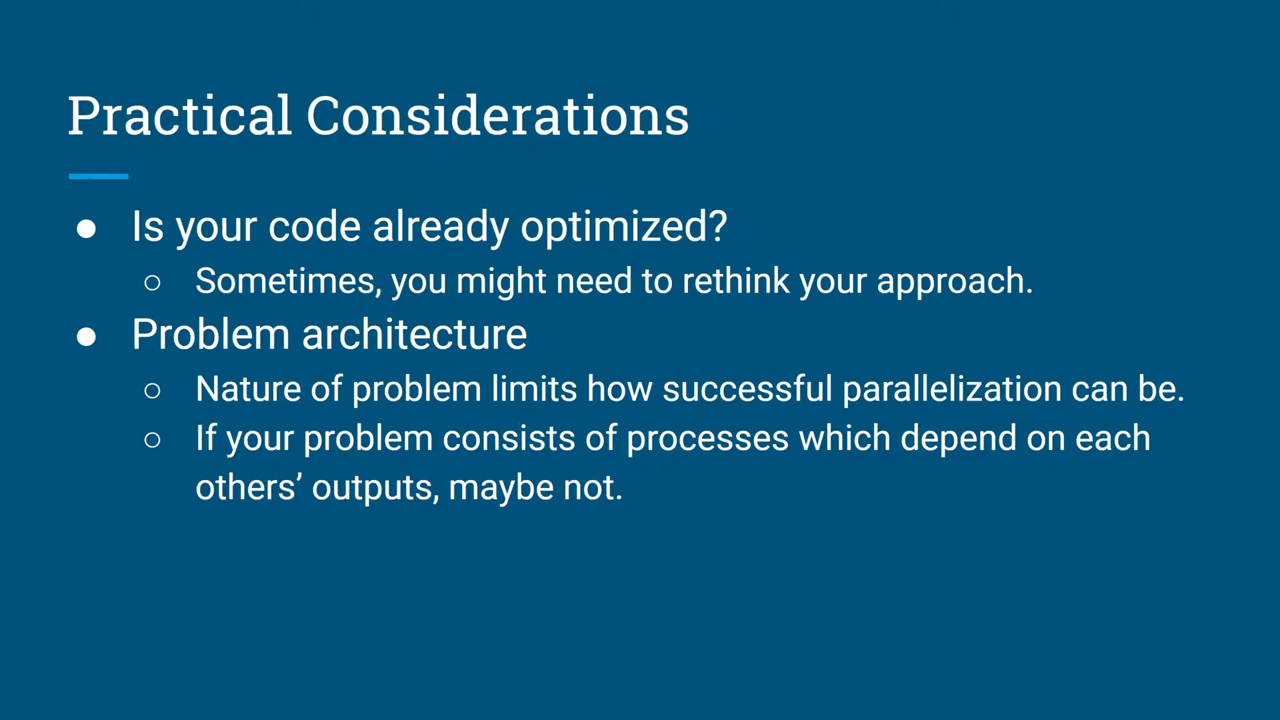 Practical Considerations
● Is your code already optimized?
○ Sometimes, you might need to rethink your approach.
● Problem architecture
○ Nature of problem limits how successful parallelization can be.
○ If your problem consists of processes which depend on each
others’ outputs, maybe not.